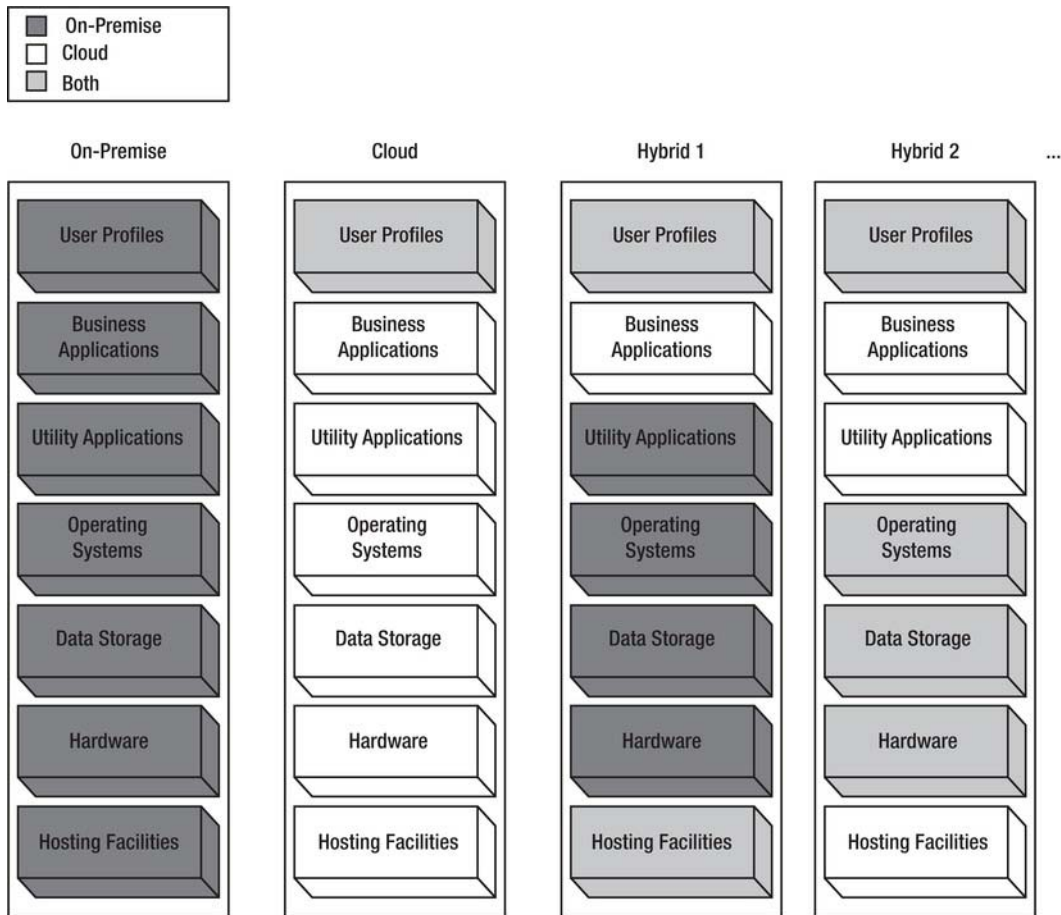 On-Premise
Cloud
Both
On-Premise
Cloud
Hybrid 1
Hybrid 2
...
User Profiles
User Profiles
User Profiles
User Profiles
Business
Applications
Business
Applications
Business
Applications
Business
Applications
Utility Applications
Utility Applications
Utility Applications
Utility Applications
Operating
Systems
Operating
Systems
Operating
Systems
Operating
Systems
Data Storage
Data Storage
Data Storage
Data Storage
Hardware
Hardware
Hardware
Hardware
Hosting Facilities
Hosting Facilities
Hosting Facilities
Hosting Facilities